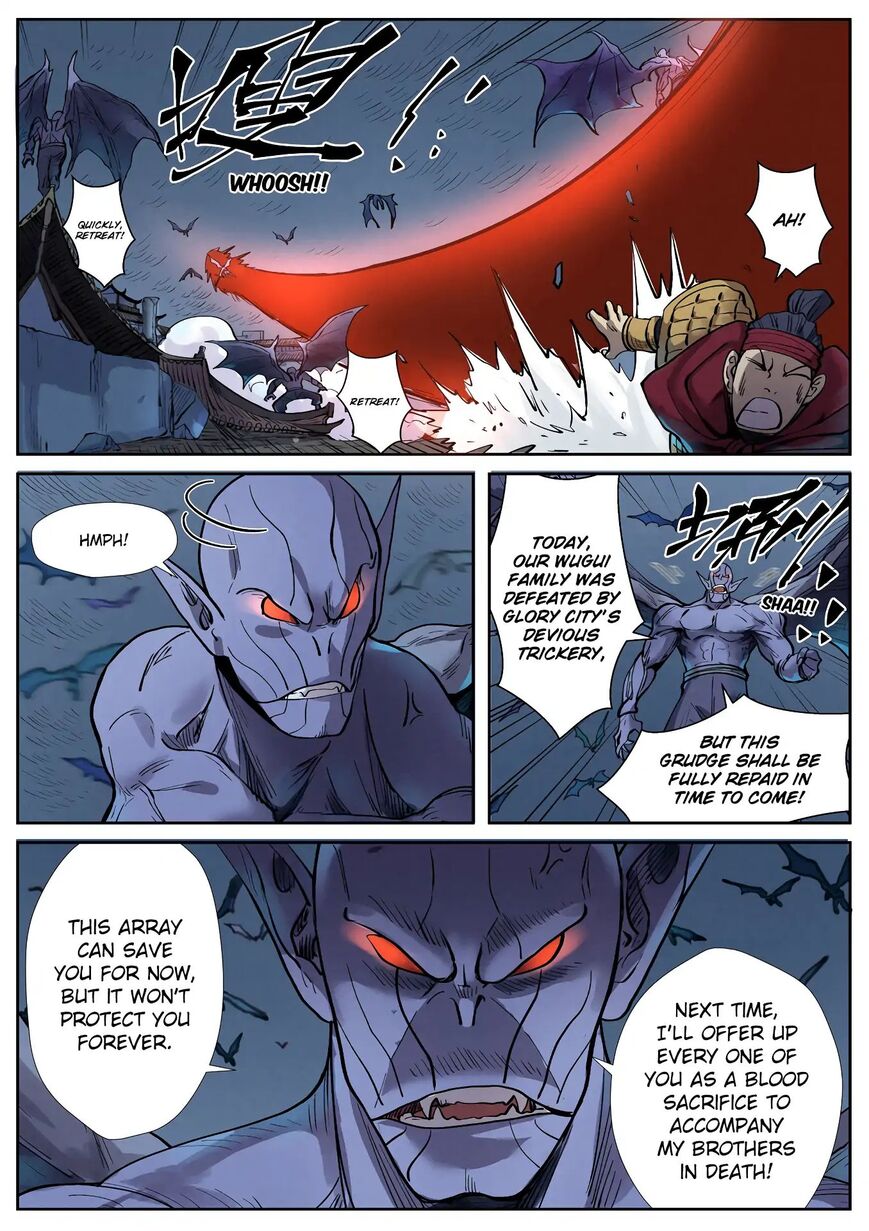 WHOOSH!!
QUICKLY,
RETREAT!
AH!
RETREAT!
HMPH!
TODAY,
OUR WUGUI
FAMILY WAS
DEFEATED BY
GLORY CITY'S
DEVIOUS
TRICKERY,
SHAA!!
BUT THIS
GRUDGE SHALL BE
FULLY REPAID IN
TIME TO COME!
THIS ARRAY
CAN SAVE
YOU FOR NOW,
BUT IT WON'T
PROTECT YOU
FOREVER.
NEXT TIME,
I'LL OFFER UP
EVERY ONE OF
YOU AS A BLOOD
SACRIFICE TO
ACCOMPANY
MY BROTHERS
IN DEATH!